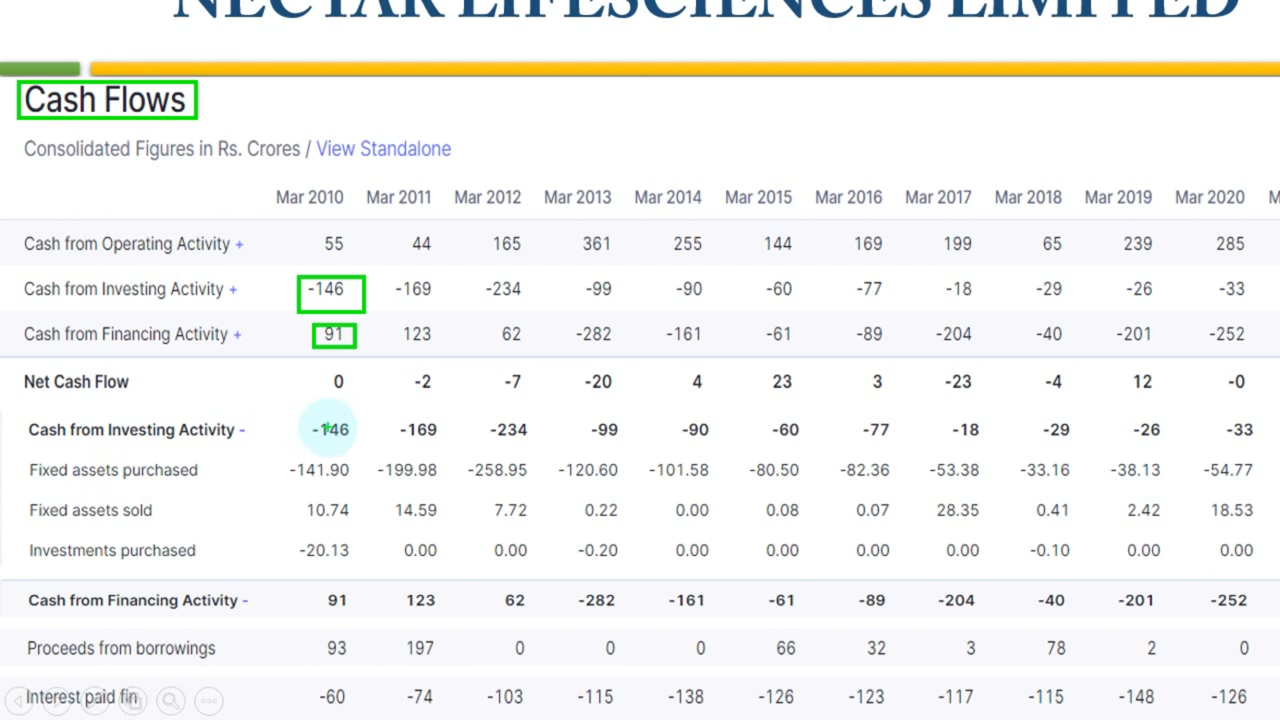 NECTAR LIFESCIENCES LIMITED
Cash Flows
Consolidated Figures in Rs. Crores / View Standalone
Mar 2010 Mar 2011 Mar 2012 Mar 2013 Mar 2014 Mar 2015 Mar 2016 Mar 2017 Mar 2018 Mar 2019 Mar 2020 M
Cash from Operating Activity + 55 44 165 361 255 144 169 199 65 239 285
Cash from Investing Activity + -146 -169 -234 -99 -90 -60 -77 -18 -29 -26 -33
Cash from Financing Activity + 91 123 62 -282 -161 -61 -89 -204 -40 -201 -252
Net Cash Flow 0 -2 -7 -20 4 23 3 -23 -4 12 -0
Cash from Investing Activity - -146 -169 -234 -99 -90 -60 -77 -18 -29 -26 -33
Fixed assets purchased -141.90 -199.98 -258.95 -120.60 -101.58 -80.50 -82.36 -53.38 -33.16 -38.13 -54.77
Fixed assets sold 10.74 14.59 7.72 0.22 0.00 0.08 0.07 28.35 0.41 2.42 18.53
Investments purchased -20.13 0.00 0.00 -0.20 0.00 0.00 0.00 0.00 -0.10 0.00 0.00
Cash from Financing Activity - 91 123 62 -282 -161 -61 -89 -204 -40 -201 -252
Proceeds from borrowings 93 197 0 0 0 66 32 3 78 2 0
Interest paid fin -60 -74 -103 -115 -138 -126 -123 -117 -115 -148 -126